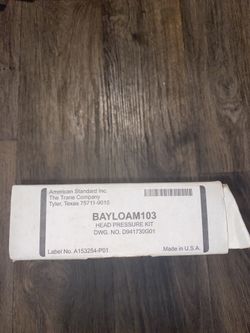 American Standard Inc.
The Trane Company
Tyler, Texas 75711-9010
BAYLOAM103
HEAD PRESSURE KIT
DWG. NO. D941730G01
Label No. A153254-P01
Made in U.S.A.